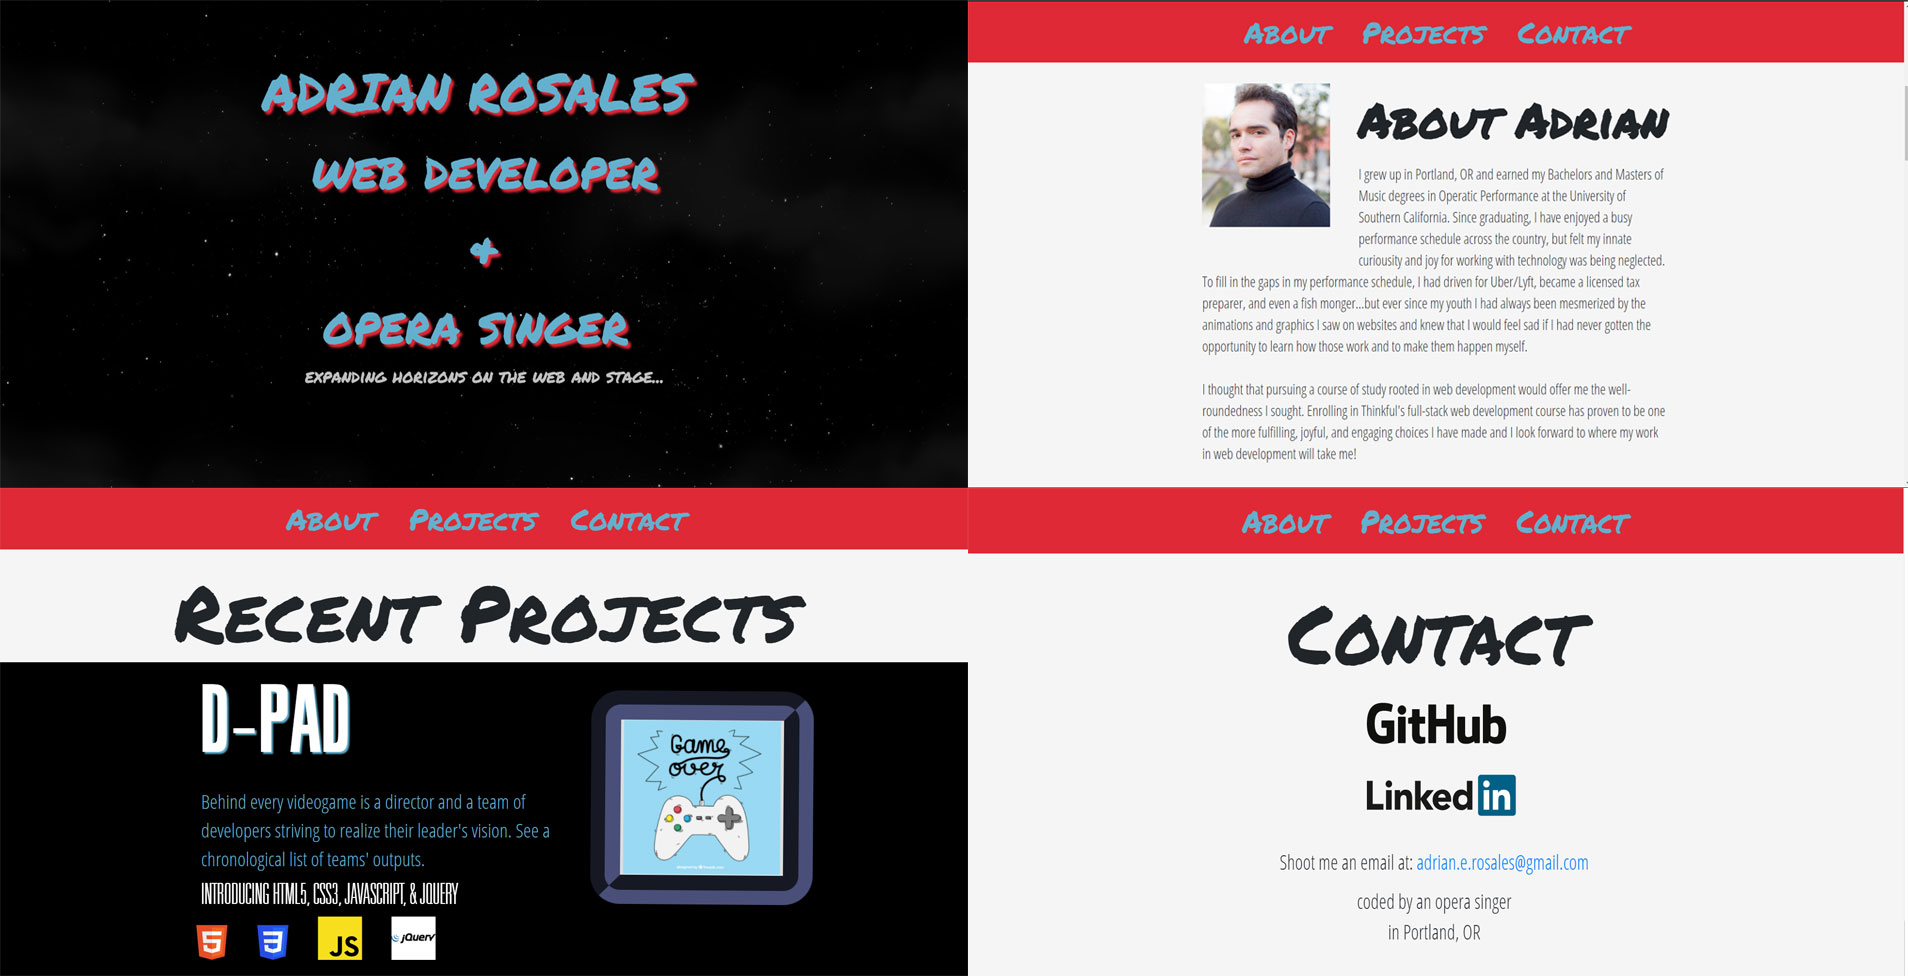 ADRIAN ROSALES
WEB DEVELOPER
&
OPERA SINGER
EXPANDING HORIZONS ON THE WEB AND STAGE...
About Projects Contact
About Adrian
I grew up in Portland, OR and earned my Bachelors and Masters of
Music degrees in Operatic Performance at the University of
Southern California. Since graduating, I have enjoyed a busy
performance schedule across the country, but felt my innate
curiousity and joy for working with technology was being neglected.
To fill in the gaps in my performance schedule, I had driven for Uber/Lyft, became a licensed tax
preparer, and even a fish monger...but ever since my youth I had always been mesmerized by the
animations and graphics I saw on websites and knew that I would feel sad if I had never gotten the
opportunity to learn how those work and to make them happen myself.
I thought that pursuing a course of study rooted in web development would offer me the well-
roundedness I sought. Enrolling in Thinkful's full-stack web development course has proven to be one
of the more fulfilling, joyful, and engaging choices I have made and I look forward to where my work
in web development will take me!
About Projects Contact
Recent Projects
D-PAD
Behind every videogame is a director and a team of
developers striving to realize their leader's vision. See a
chronological list of teams' outputs.
INTRODUCING HTML5, CSS3, JAVASCRIPT, & JQUERY
5 3 JS jQuery
Game
over
About Projects Contact
Contact
GitHub
Linked in
Shoot me an email at: adrian.e.rosales@gmail.com
coded by an opera singer
in Portland, OR